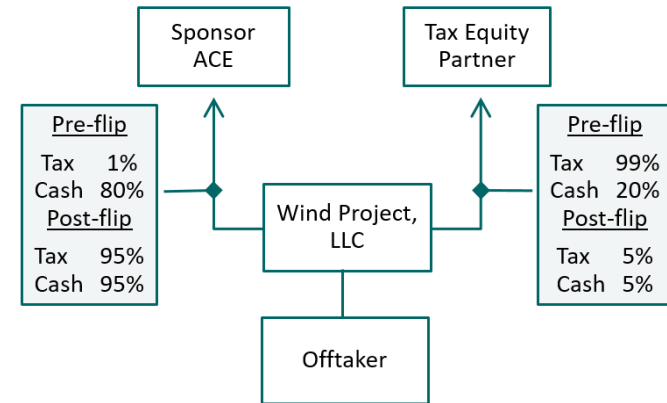 Sponsor
ACE
Tax Equity
Partner
Pre-flip
Tax 1%
Cash 80%
Post-flip
Tax 95%
Cash 95%
Wind Project,
LLC
Pre-flip
Tax 99%
Cash 20%
Post-flip
Tax 5%
Cash 5%
Offtaker